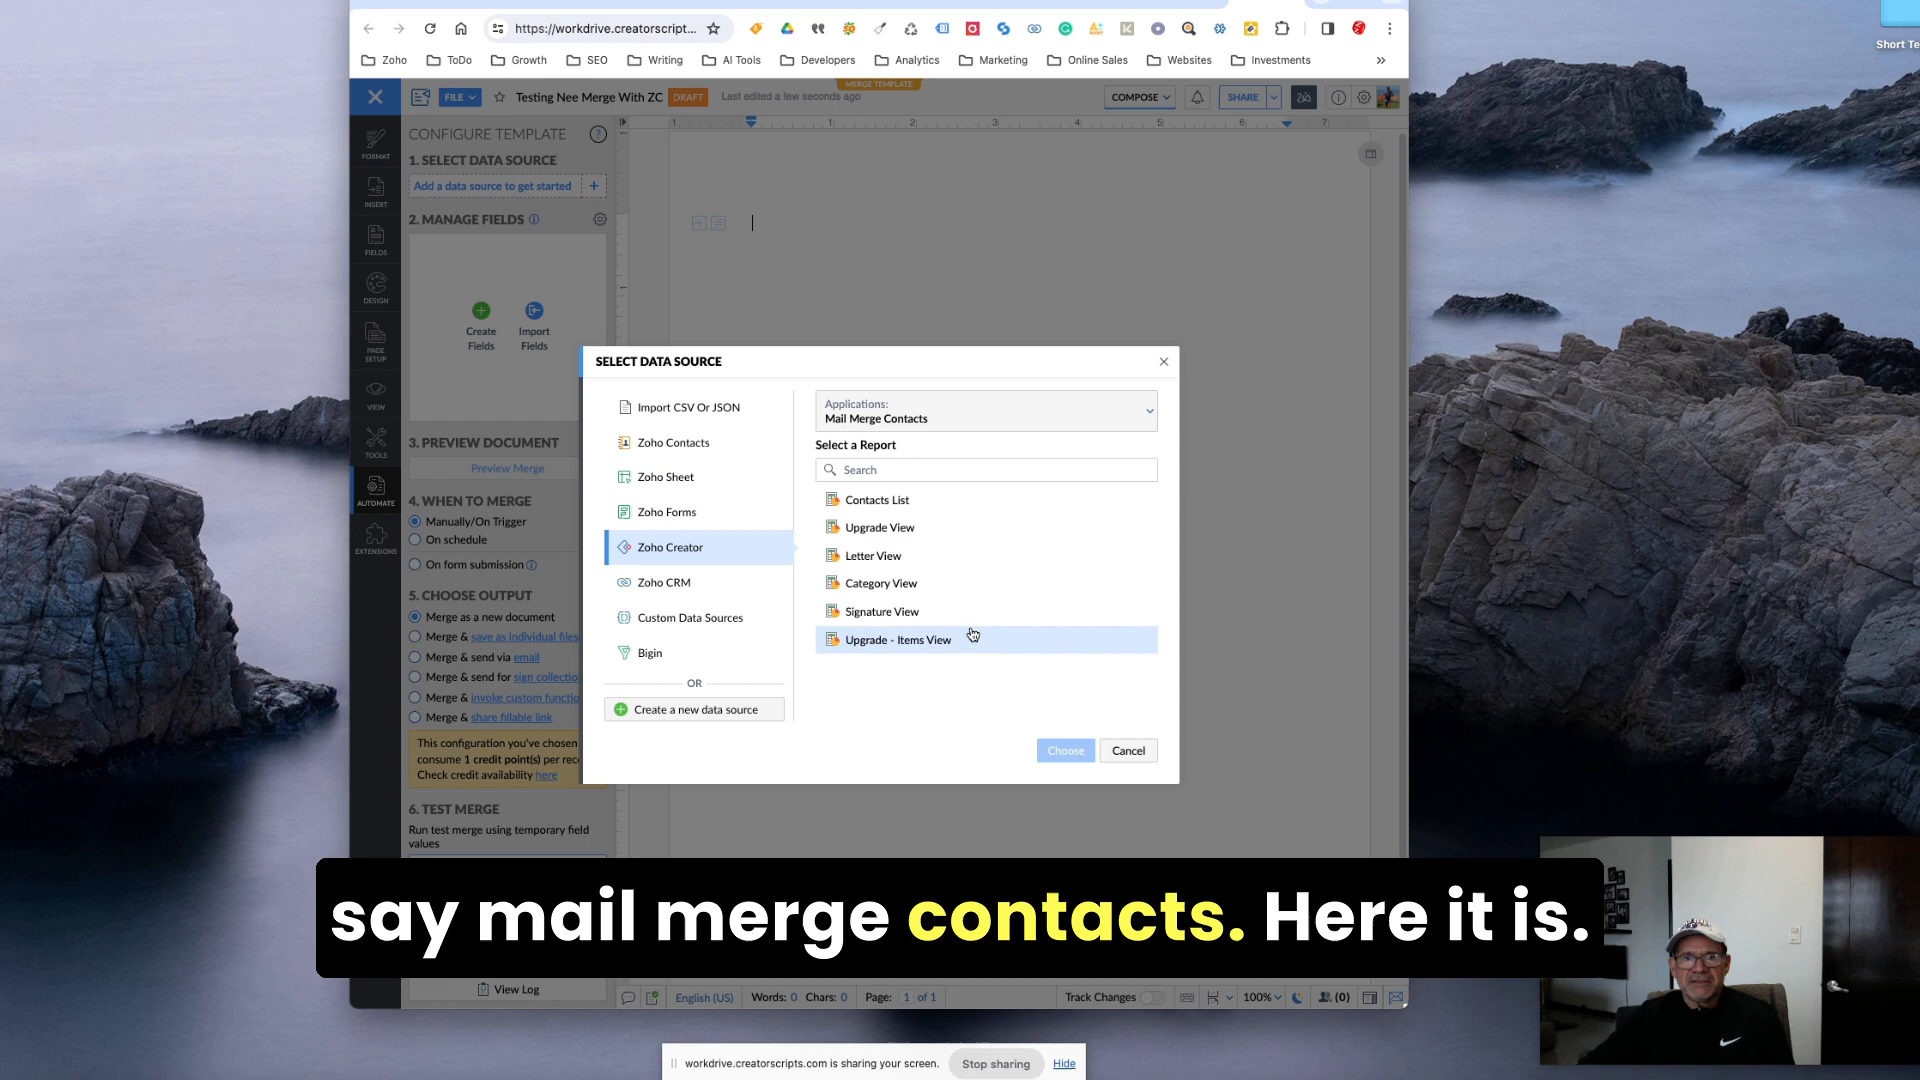 Short Te
https://workdrive.creatorscript...
Zoho
ToDo
Growth
SEO
Writing
AI Tools
Developers
Analytics
Marketing
Online Sales
Websites
Investments
»
MERGE TEMPLATE
FILE
Testing Nee Merge With ZC
DRAFT
Last edited a few seconds ago
COMPOSE
SHARE
1 1 2 3 4 5 6 7
CONFIGURE TEMPLATE
FORMAT
INSERT
FIELDS
DESIGN
PAGE
SETUP
VIEW
TOOLS
AUTOMATE
EXTENSIONS
1. SELECT DATA SOURCE
Add a data source to get started +
2. MANAGE FIELDS
Create
Fields
Import
Fields
3. PREVIEW DOCUMENT
Preview Merge
4. WHEN TO MERGE
Manually/On Trigger
On schedule
On form submission
5. CHOOSE OUTPUT
Merge as a new document
Merge & save as individual files
Merge & send via email
Merge & send for sign collectio
Merge & invoke custom functio
Merge & share fillable link
This configuration you've chosen
consume 1 credit point(s) per rec
Check credit availability here
6. TEST MERGE
Run test merge using temporary field
values
View Log
SELECT DATA SOURCE
Import CSV Or JSON
Zoho Contacts
Zoho Sheet
Zoho Forms
Zoho Creator
Zoho CRM
Custom Data Sources
Bigin
OR
Create a new data source
Applications:
Mail Merge Contacts
Select a Report
Search
Contacts List
Upgrade View
Letter View
Category View
Signature View
Upgrade - Items View
Choose
Cancel
say mail merge contacts. Here it is.
English (US)
Words: 0
Chars: 0
Page: 1 of 1
Track Changes
100%
(0)
workdrive.creatorscripts.com is sharing your screen.
Stop sharing
Hide